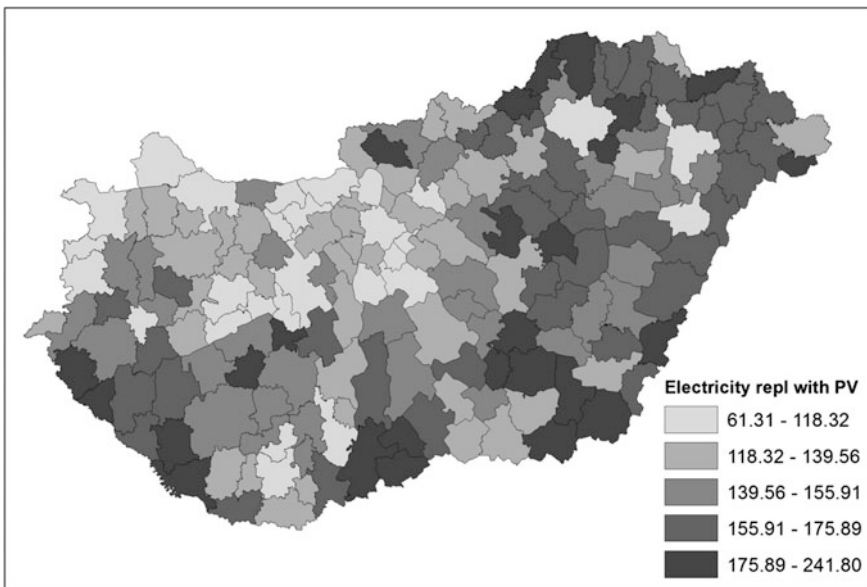 Electricity repl with PV
61.31 - 118.32
118.32 - 139.56
139.56 - 155.91
155.91 - 175.89
175.89 - 241.80